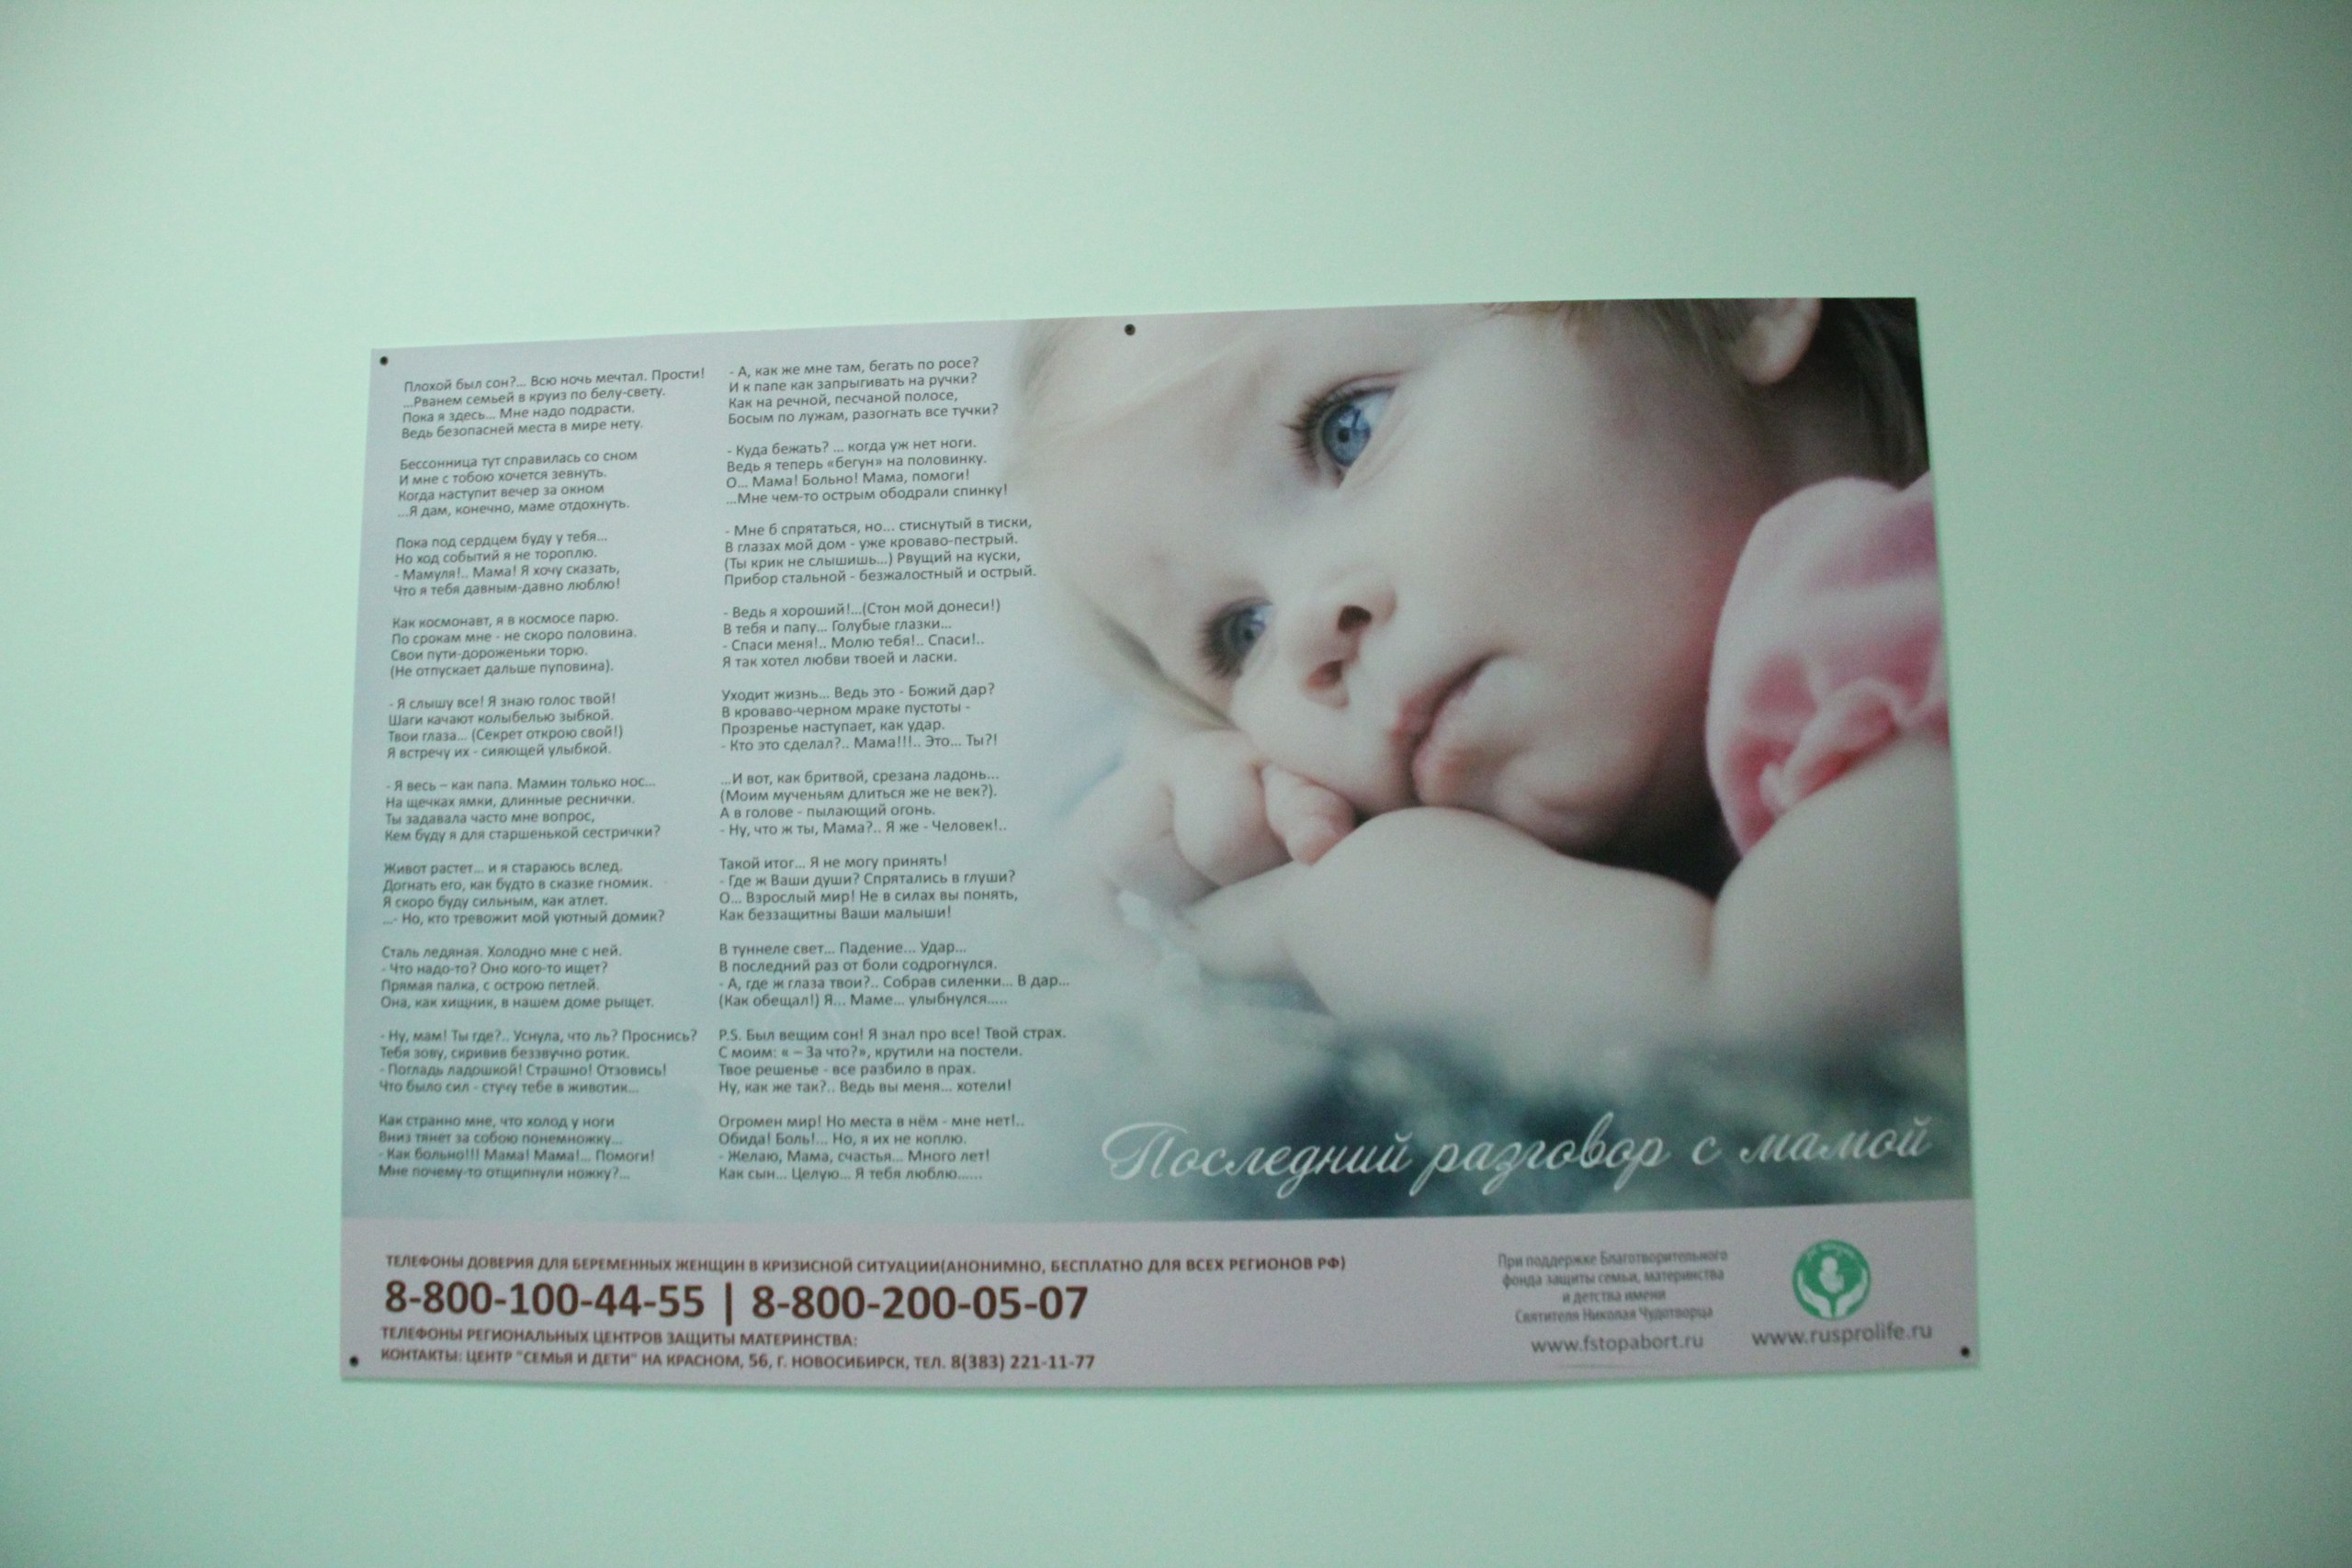 Плохой был сон?... Всю ночь мечтал. Прости!
...Рванем семьей в круиз по белу-свету.
Пока я здесь... Мне надо подрасти.
Ведь безопасней места в мире нету.
Бессонница тут справилась со сном
И мне с тобою хочется зевнуть.
Когда наступит вечер за окном
...Я дам, конечно, маме отдохнуть.
Пока под сердцем буду у тебя...
Но ход событий я не тороплю.
- Мамуля!.. Мама! Я хочу сказать,
Что я тебя давным-давно люблю!
Как космонавт, я в космосе парю.
По срокам мне - не скоро половина.
Свои пути-дороженьки торю.
(Не отпускает дальше пуповина).
- Я слышу все! Я знаю голос твой!
Шаги качают колыбелью зыбкой.
Твои глаза... (Секрет открою свой!)
Я встречу их - сияющей улыбкой.
- Я весь – как папа. Мамин только нос...
На щечках ямки, длинные реснички.
Ты задавала часто мне вопрос,
Кем буду я для старшенькой сестрички?
Живот растет... и я стараюсь вслед.
Догнать его, как будто в сказке гномик.
Я скоро буду сильным, как атлет.
...- Но, кто тревожит мой уютный домик?
Сталь ледяная. Холодно мне с ней.
- Что надо-то? Оно кого-то ищет?
Прямая палка, с острою петлей.
Она, как хищник, в нашем доме рыщет.
- Ну, мам! Ты где?.. Уснула, что ль? Проснись?
Тебя зову, скривив беззвучно ротик.
- Погладь ладошкой! Страшно! Отзовись!
Что было сил - стучу тебе в животик...
Как странно мне, что холод у ноги
Вниз тянет за собою понемножку...
- Как больно!!! Мама! Мама!... Помоги!
Мне почему-то отщипнули ножку?...
- А, как же мне там, бегать по росе?
И к папе как запрыгивать на ручки?
Как на речной, песчаной полосе,
Босым по лужам, разогнать все тучки?
- Куда бежать? ... когда уж нет ноги.
Ведь я теперь «бегун» на половинку.
О... Мама! Больно! Мама, помоги!
...Мне чем-то острым ободрали спинку!
- Мне б спрятаться, но... стиснутый в тиски,
В глазах мой дом - уже кроваво-пестрый.
(Ты крик не слышишь...) Рвущий на куски,
Прибор стальной - безжалостный и острый.
- Ведь я хороший!...(Стон мой донеси!)
В тебя и папу... Голубые глазки...
- Спаси меня!.. Молю тебя!.. Спаси!..
Я так хотел любви твоей и ласки.
Уходит жизнь... Ведь это - Божий дар?
В кроваво-черном мраке пустоты -
Прозренье наступает, как удар.
- Кто это сделал?.. Мама!!!.. Это... Ты?!
...И вот, как бритвой, срезана ладонь...
(Моим мученьям длиться же не век?).
А в голове - пылающий огонь.
- Ну, что ж ты, Мама?.. Я же - Человек!..
Такой итог... Я не могу принять!
- Где ж Ваши души? Спрятались в глуши?
О... Взрослый мир! Не в силах вы понять,
Как беззащитны Ваши малыши!
В туннеле свет... Падение... Удар...
В последний раз от боли содрогнулся.
- А, где ж глаза твои?.. Собрав силенки... В дар...
(Как обещал!) Я... Маме... улыбнулся.....
P.S. Был вещим сон! Я знал про все! Твой страх.
С моим: « – За что?», крутили на постели.
Твое решенье - все разбило в прах.
Ну, как же так?.. Ведь вы меня... хотели!
Огромен мир! Но места в нём - мне нет!..
Обида! Боль!... Но, я их не коплю.
- Желаю, Мама, счастья... Много лет!
Как сын... Целую... Я тебя люблю......
Последний разговор с мамой
ТЕЛЕФОНЫ ДОВЕРИЯ ДЛЯ БЕРЕМЕННЫХ ЖЕНЩИН В КРИЗИСНОЙ СИТУАЦИИ(АНОНИМНО, БЕСПЛАТНО ДЛЯ ВСЕХ РЕГИОНОВ РФ)
8-800-100-44-55 | 8-800-200-05-07
ТЕЛЕФОНЫ РЕГИОНАЛЬНЫХ ЦЕНТРОВ ЗАЩИТЫ МАТЕРИНСТВА:
КОНТАКТЫ: ЦЕНТР "СЕМЬЯ И ДЕТИ" НА КРАСНОМ, 56, Г. НОВОСИБИРСК, ТЕЛ. 8(383) 221-11-77
При поддержке Благотворительного
фонда защиты семьи, материнства
и детства имени
Святителя Николая Чудотворца
www.fstopabort.ru
www.rusprolife.ru